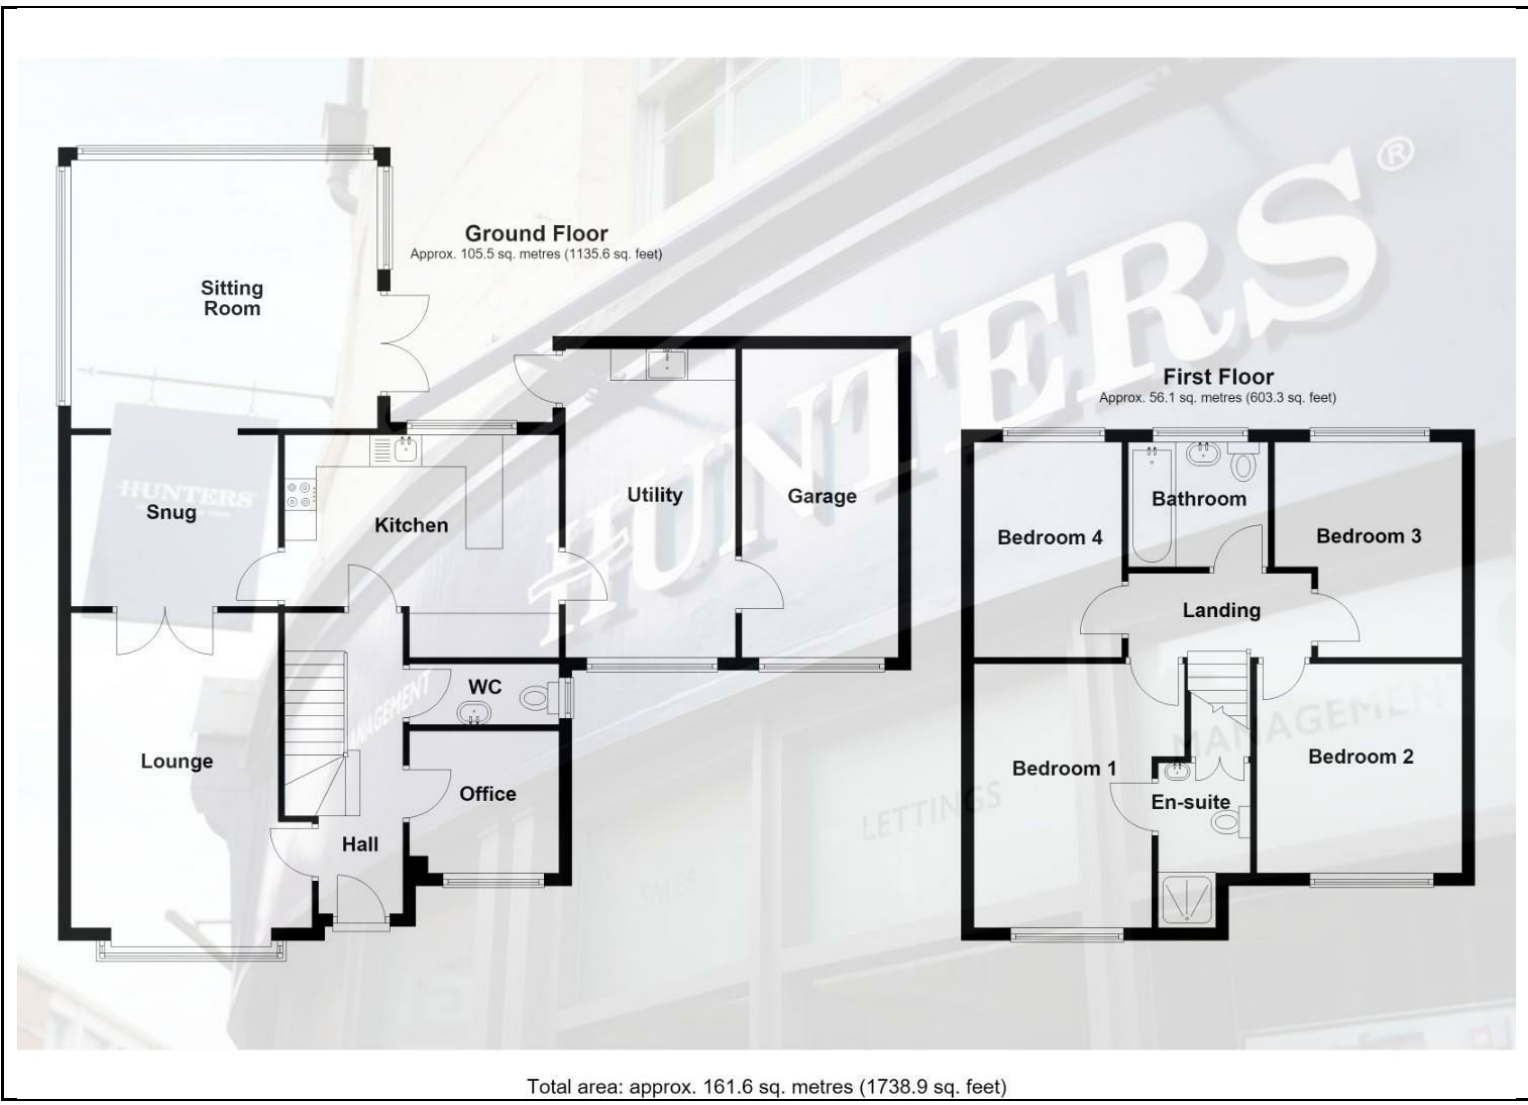 HUNTERS®
Ground Floor
Approx. 105.5 sq. metres (1135.6 sq. feet)
Sitting
Room
First Floor
Approx. 56.1 sq. metres (603.3 sq. feet)
HUNTERS
Snug
Kitchen
Utility
Garage
Bedroom 4
Bathroom
Bedroom 3
Landing
WC
MANAGEMENT
MANAGEMENT
Lounge
Office
Hall
Bedroom 1
En-suite
Bedroom 2
LETTINGS
SALES
Total area: approx. 161.6 sq. metres (1738.9 sq. feet)